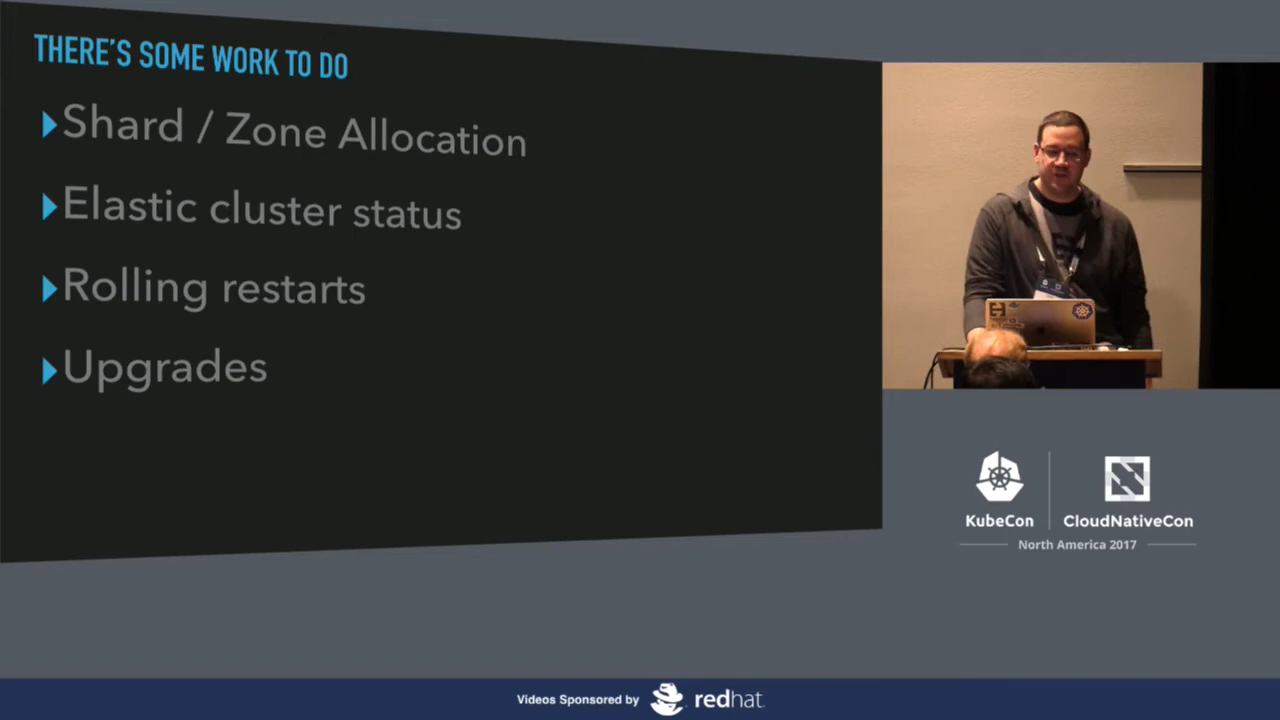 THERE'S SOME WORK TO DO
Shard / Zone Allocation
Elastic cluster status
Rolling restarts
Upgrades
KubeCon
CloudNativeCon
North America 2017
Videos Sponsored by redhat.